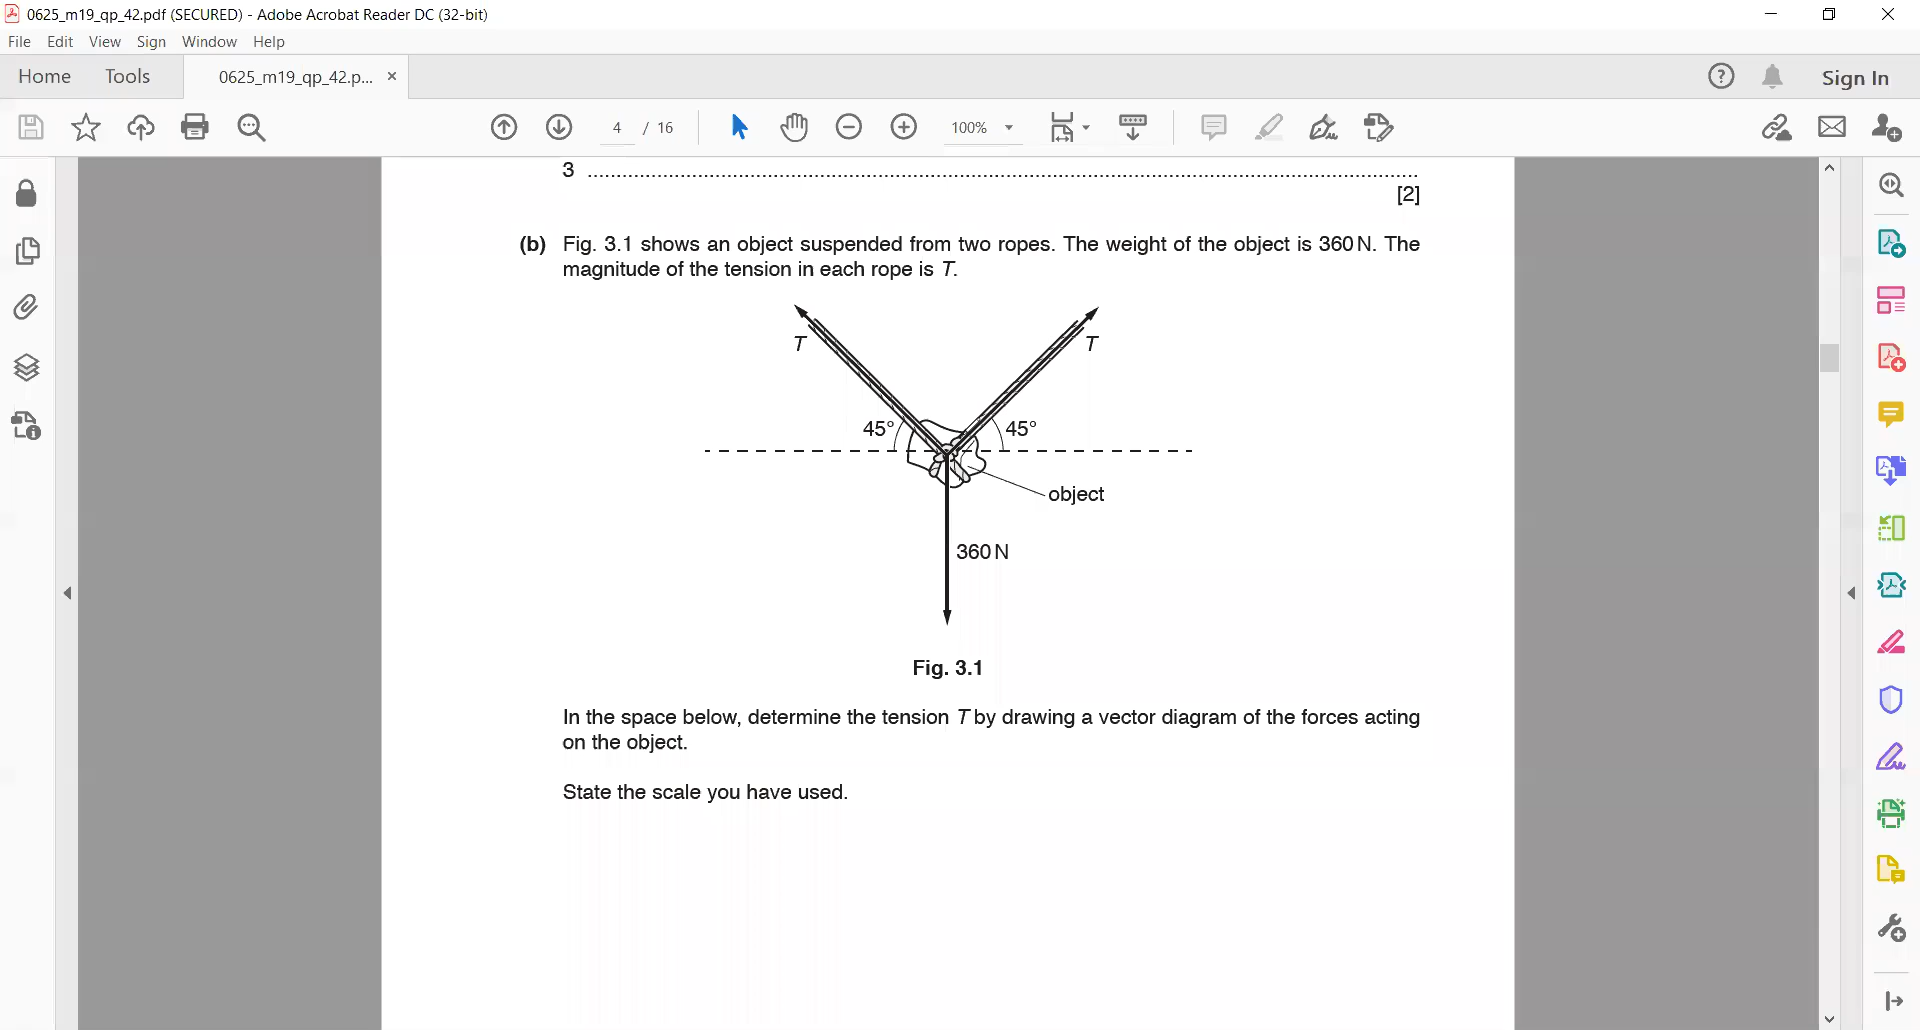 0625_m19_qp_42.pdf (SECURED) - Adobe Acrobat Reader DC (32-bit)
File Edit View Sign Window Help
Home Tools 0625_m19_qp_42.p... × Sign In
4 / 16 100%
3 ........................................................................................................................
[2]
(b) Fig. 3.1 shows an object suspended from two ropes. The weight of the object is 360 N. The
magnitude of the tension in each rope is T.
T T
45° 45°
object
360 N
Fig. 3.1
In the space below, determine the tension T by drawing a vector diagram of the forces acting
on the object.
State the scale you have used.